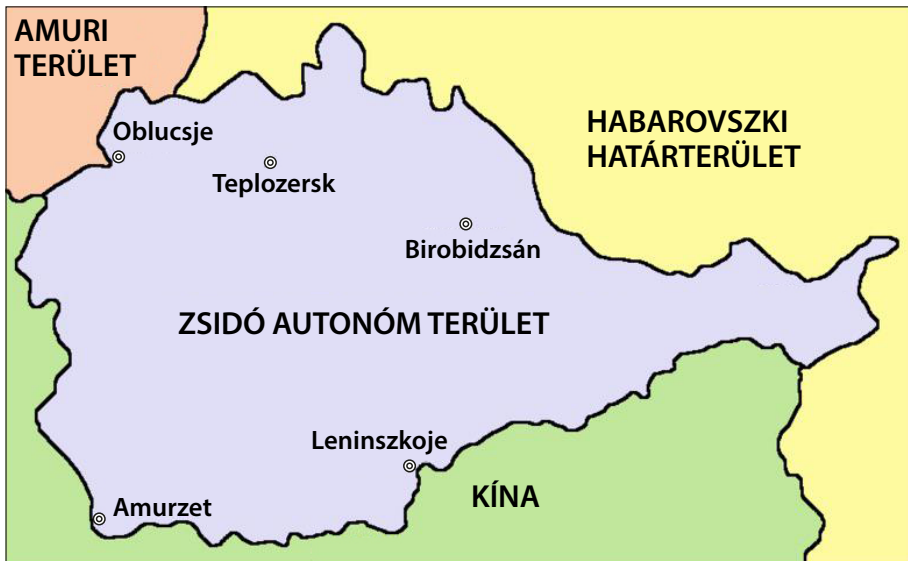 AMURI
TERÜLET
HABAROVSZKI
HATÁRTERÜLET
Oblucsje
Teplozersk
Birobidzsán
ZSIDÓ AUTONÓM TERÜLET
Leninszkoje
KÍNA
Amurzet